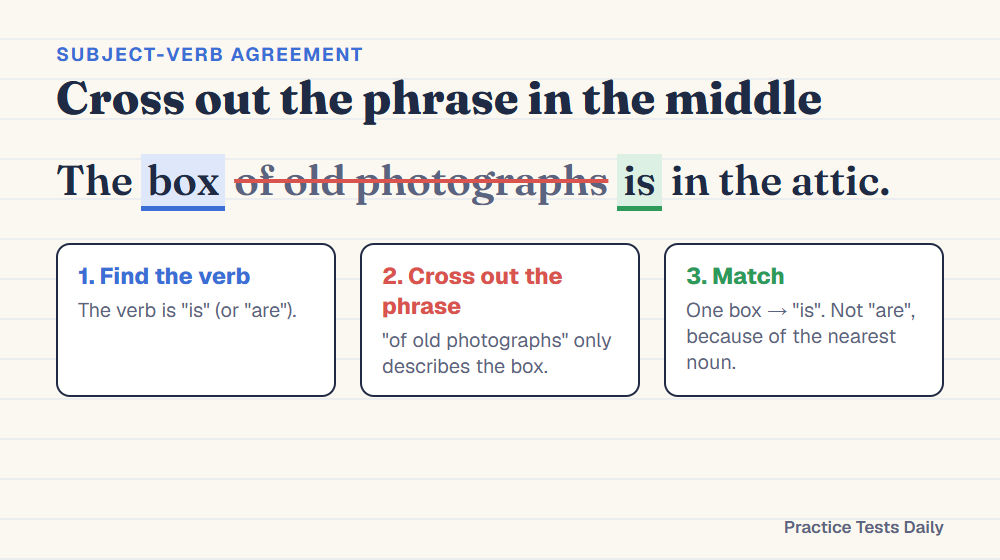 SUBJECT-VERB AGREEMENT
Cross out the phrase in the middle
The box of old photographs is in the attic.
1. Find the verb
The verb is "is" (or "are").
2. Cross out the
phrase
"of old photographs" only
describes the box.
3. Match
One box → "is". Not "are",
because of the nearest
noun.
Practice Tests Daily